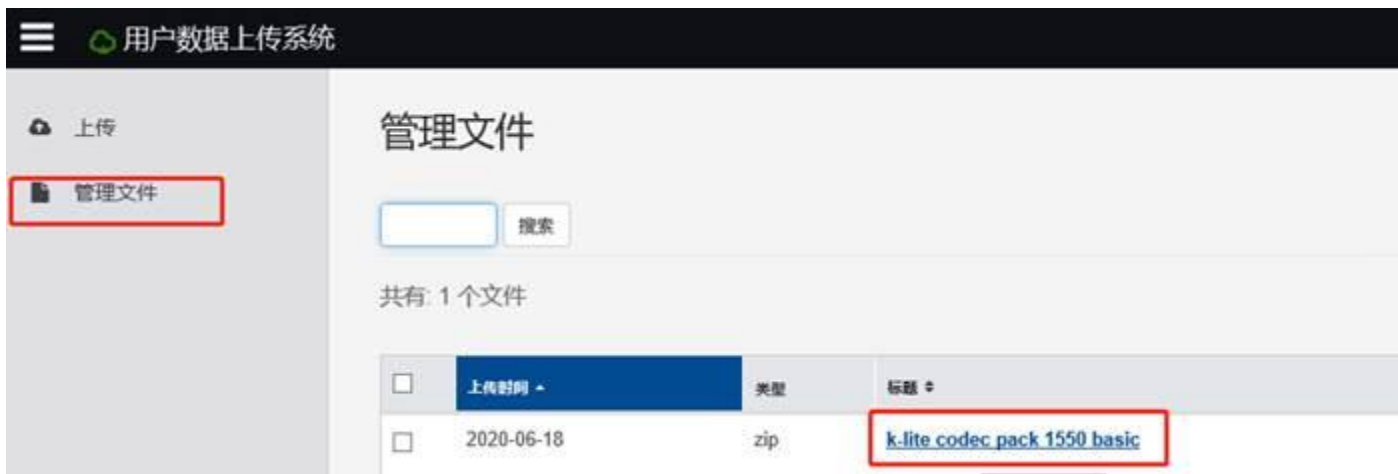 用户数据上传系统
上传
管理文件
管理文件
搜索
共有: 1 个文件
上传时间 类型 标题
2020-06-18 zip k-lite codec pack 1550 basic